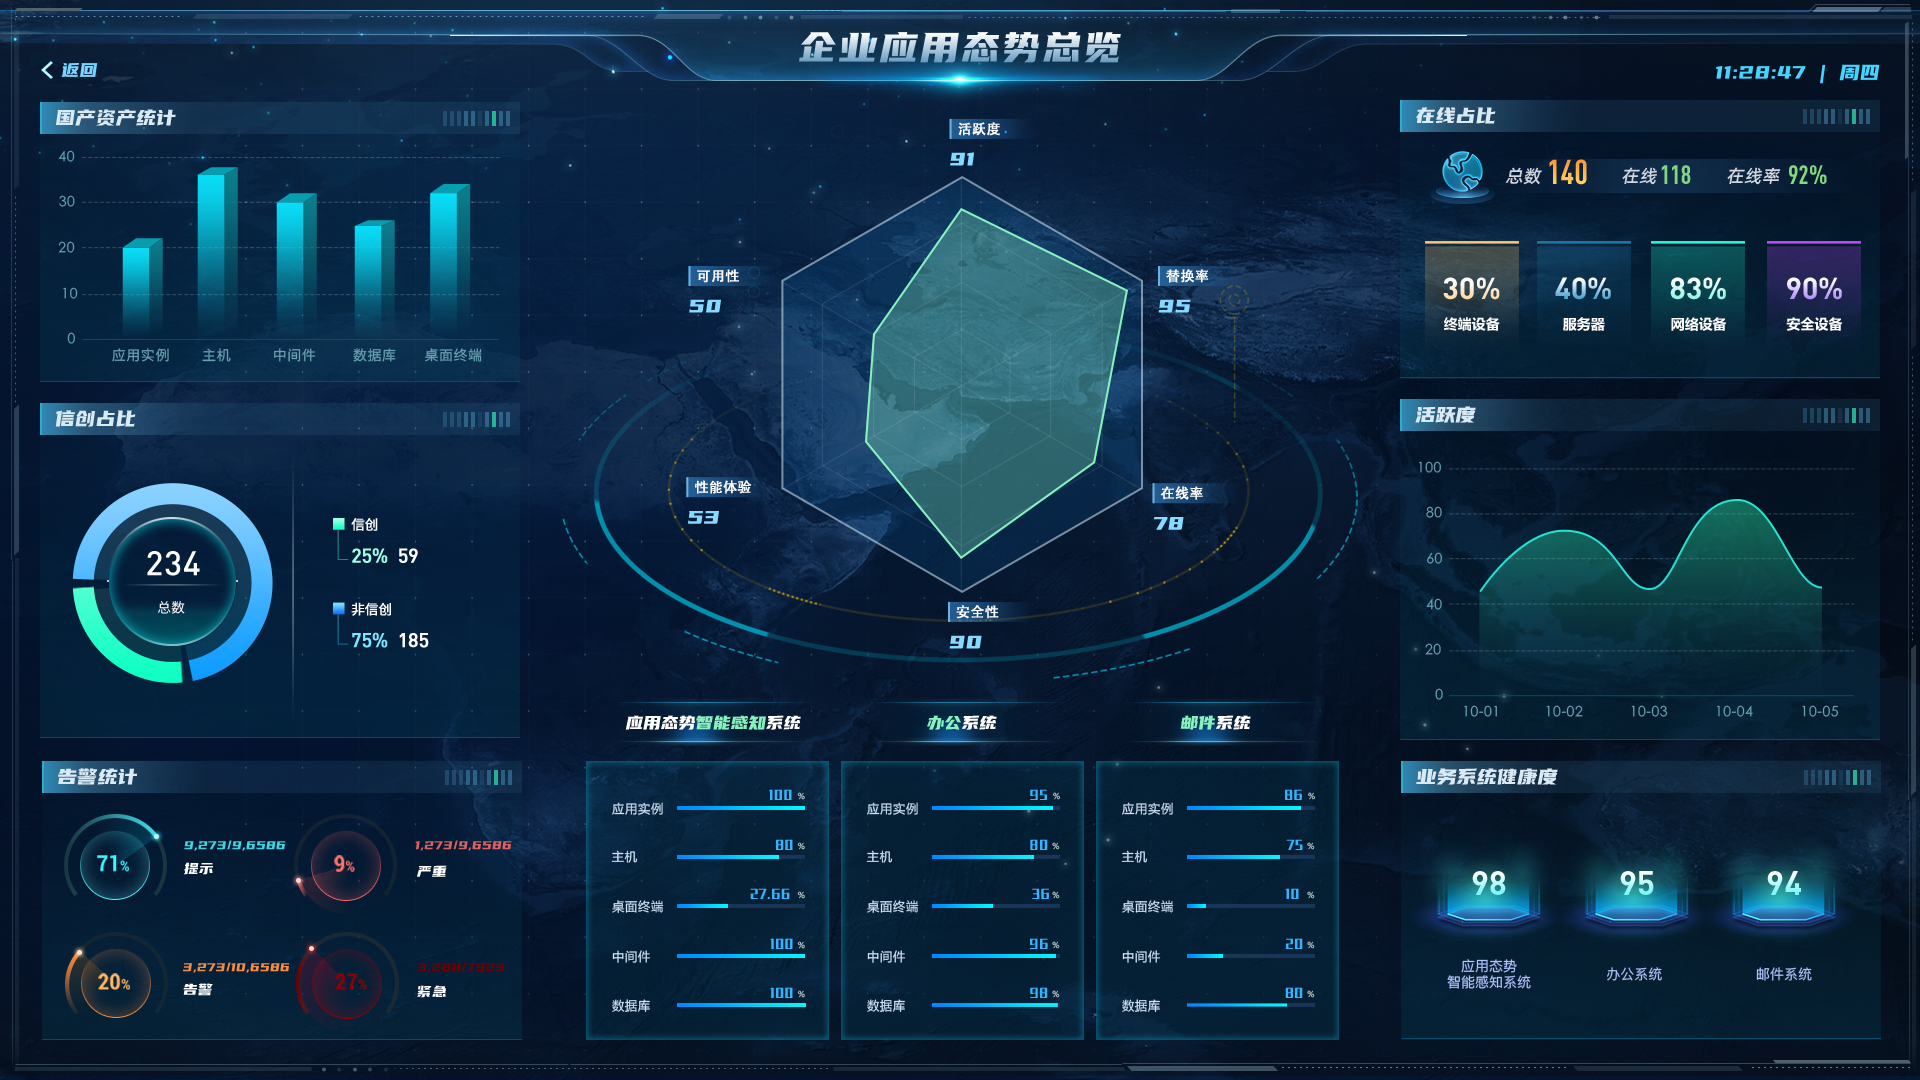 企业应用态势总览
返回
11:28:47 | 周四
国产资产统计
40
30
20
10
0
应用实例 主机 中间件 数据库 桌面终端
信创占比
234
总数
信创
25% 59
非信创
75% 185
告警统计
71%
9,273/9,6586
提示
9%
1,273/9,6586
严重
20%
3,273/10,6586
告警
27%
紧急
活跃度
91
可用性
50
替换率
95
性能体验
53
在线率
78
安全性
90
应用态势智能感知系统
应用实例 100 %
主机 80 %
桌面终端 27.66 %
中间件 100 %
数据库 100 %
办公系统
应用实例 95 %
主机 80 %
桌面终端 36 %
中间件 96 %
数据库 98 %
邮件系统
应用实例 86 %
主机 75 %
桌面终端 10 %
中间件 20 %
数据库 80 %
在线占比
总数 140 在线 118 在线率 92%
30%
终端设备
40%
服务器
83%
网络设备
90%
安全设备
活跃度
100
80
60
40
20
0
10-01 10-02 10-03 10-04 10-05
业务系统健康度
98
应用态势
智能感知系统
95
办公系统
94
邮件系统